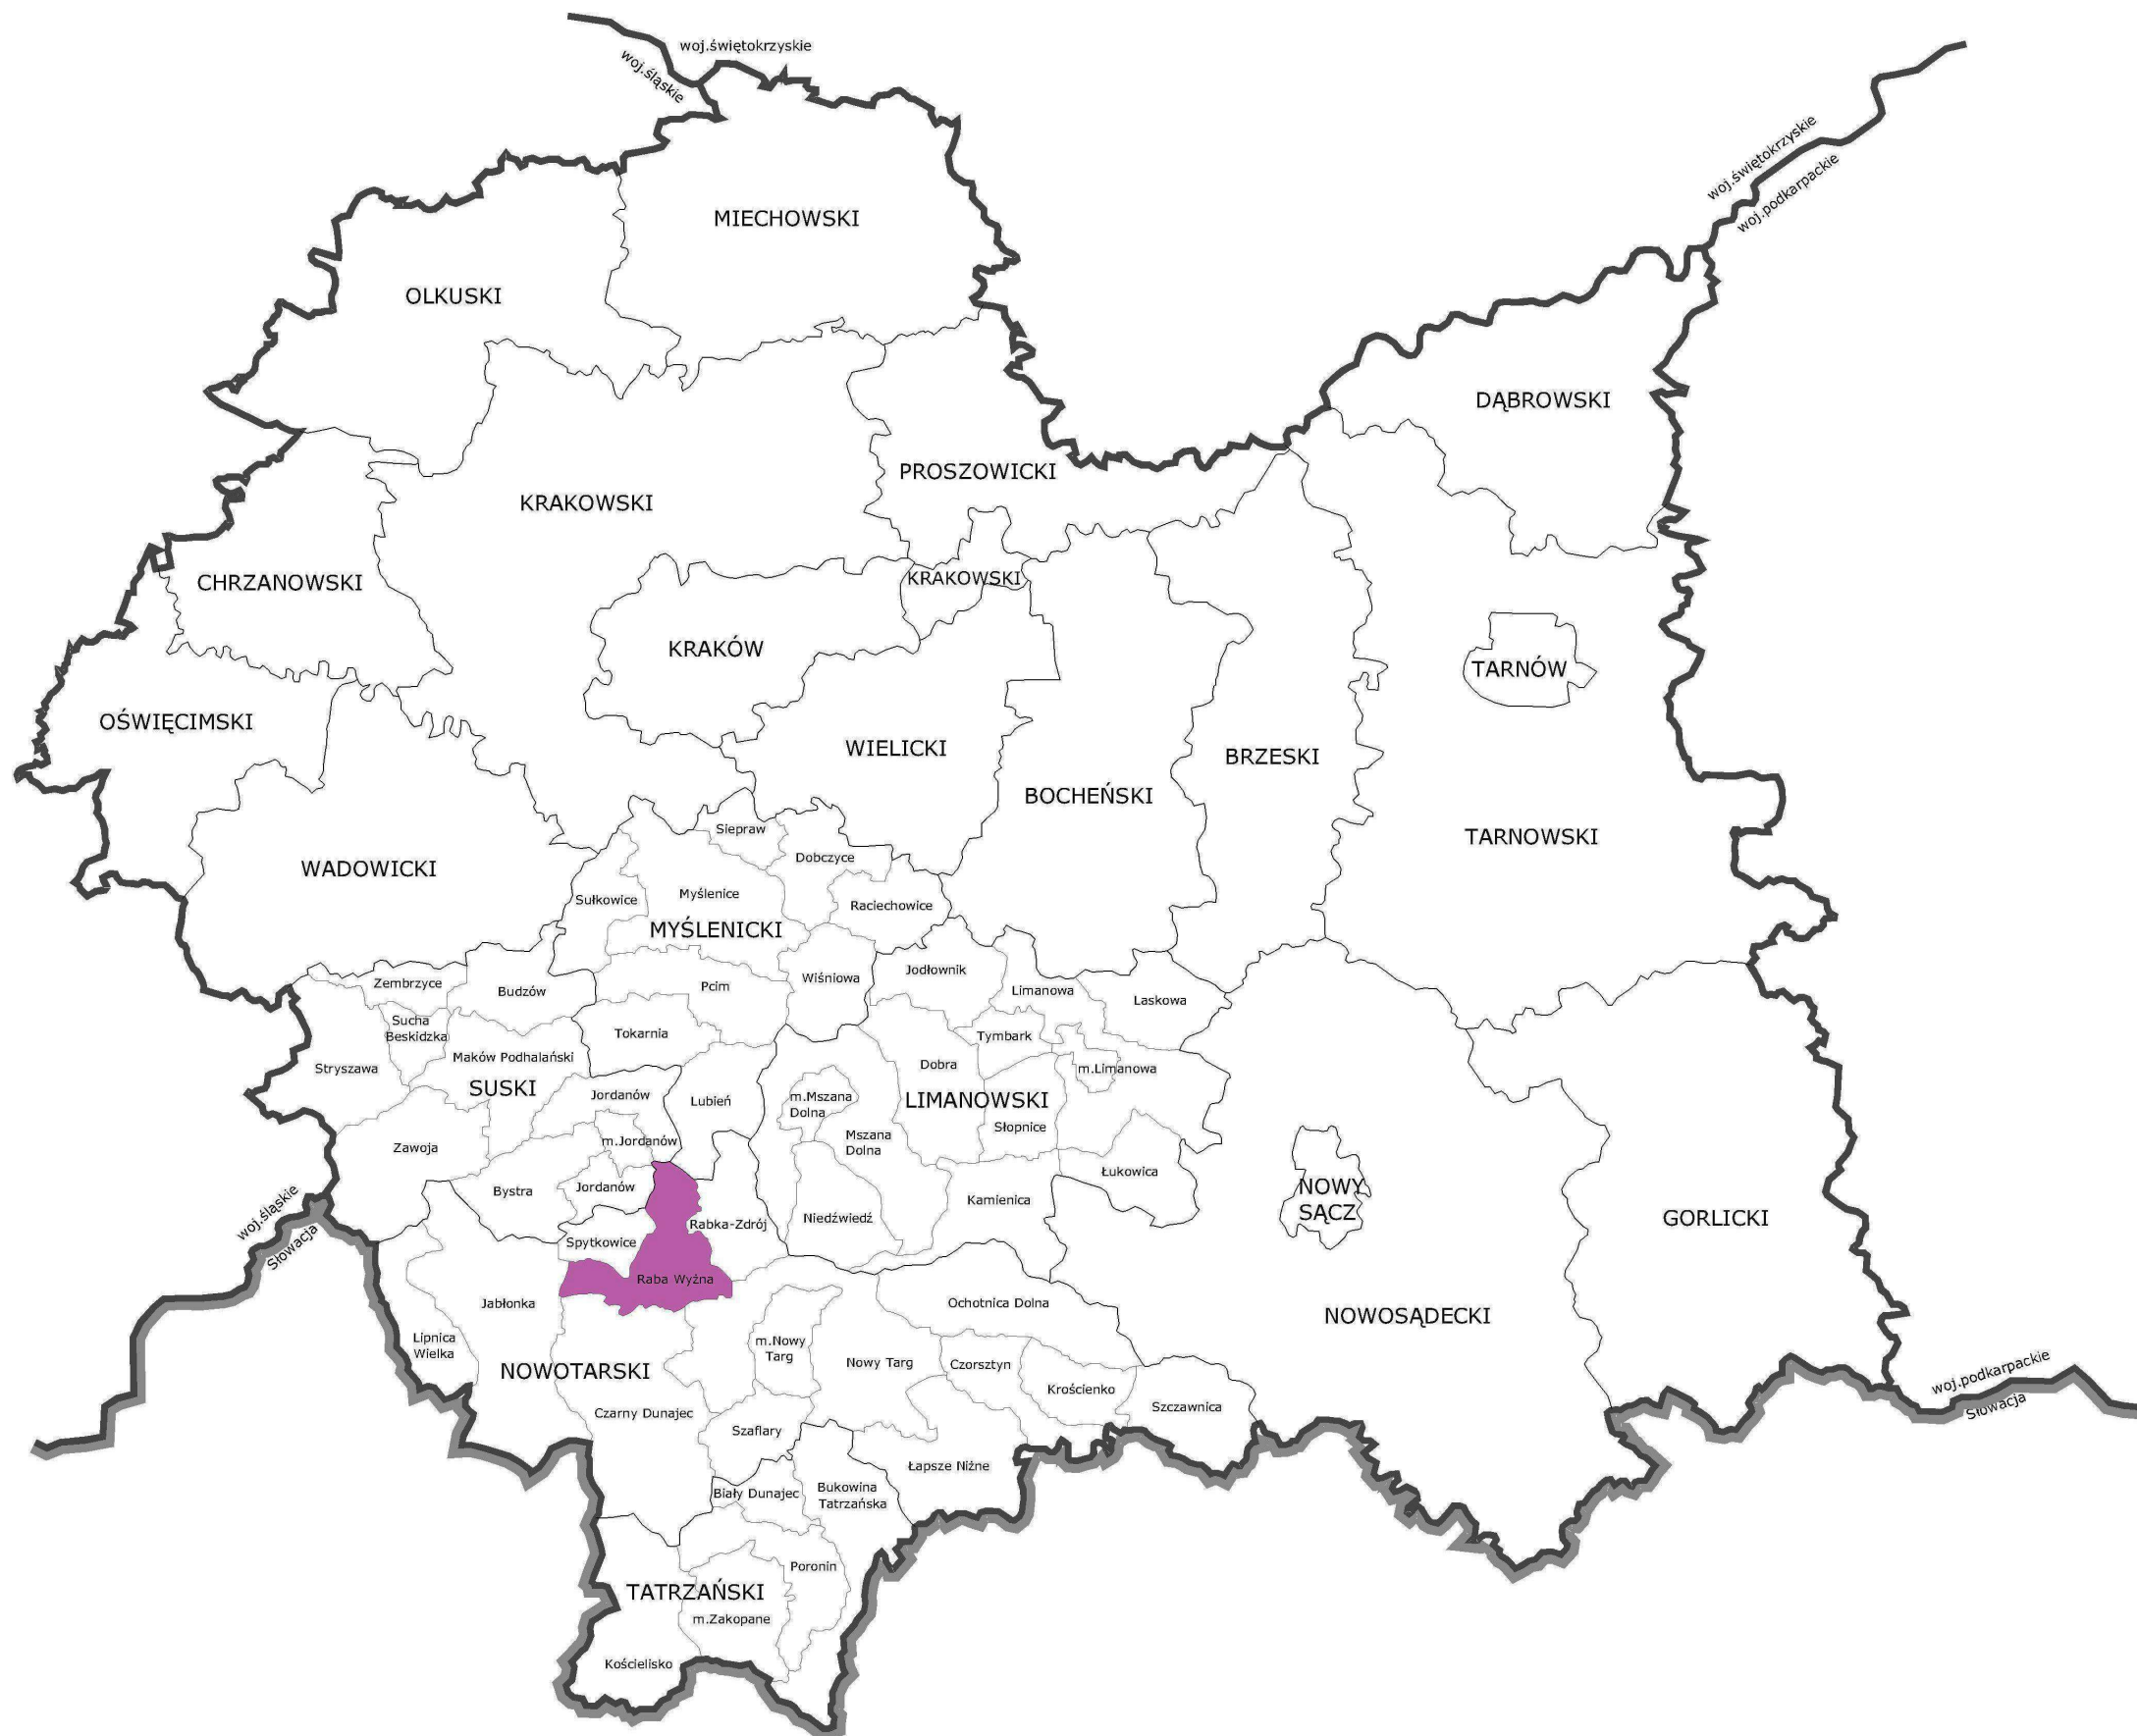 woj.świętokrzyskie
woj.śląskie
woj.świętokrzyskie
woj.podkarpackie
MIECHOWSKI
OLKUSKI
DĄBROWSKI
PROSZOWICKI
KRAKOWSKI
CHRZANOWSKI
KRAKOWSKI
KRAKÓW
TARNÓW
OŚWIĘCIMSKI
WIELICKI
BRZESKI
BOCHEŃSKI
TARNOWSKI
WADOWICKI
Siepraw
Dobczyce
Myślenice
Sułkowice
Raciechowice
MYŚLENICKI
Jodłownik
Wiśniowa
Zembrzyce
Budzów
Pcim
Limanowa
Laskowa
Sucha
Beskidzka
Tokarnia
Tymbark
Maków Podhalański
Stryszawa
Dobra
m.Limanowa
SUSKI
Jordanów
Lubień
m.Mszana
Dolna
LIMANOWSKI
Słopnice
m.Jordanów
Mszana
Dolna
Zawoja
Łukowica
Bystra
Jordanów
Kamienica
NOWY
SĄCZ
Niedźwiedź
Rabka-Zdrój
GORLICKI
Spytkowice
woj.śląskie
Słowacja
Raba Wyżna
Jabłonka
Ochotnica Dolna
NOWOSĄDECKI
Lipnica
Wielka
m.Nowy
Targ
Nowy Targ
Czorsztyn
NOWOTARSKI
Krościenko
Szczawnica
Czarny Dunajec
Szaflary
woj.podkarpackie
Słowacja
Łapsze Niżne
Biały Dunajec
Bukowina
Tatrzańska
Poronin
TATRZAŃSKI
m.Zakopane
Kościelisko